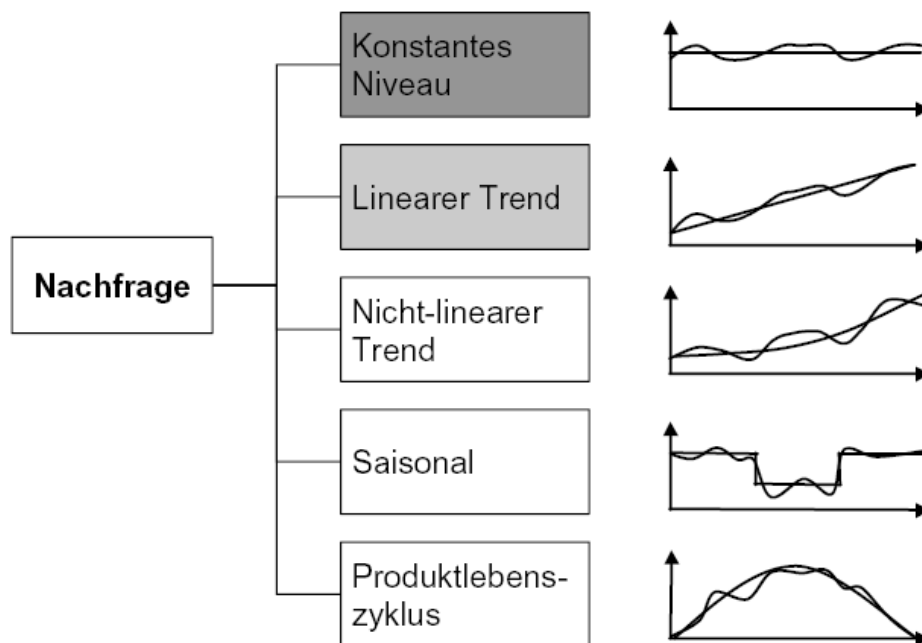 Konstantes
Niveau
Linearer Trend
Nachfrage
Nicht-linearer
Trend
Saisonal
Produktlebens-
zyklus